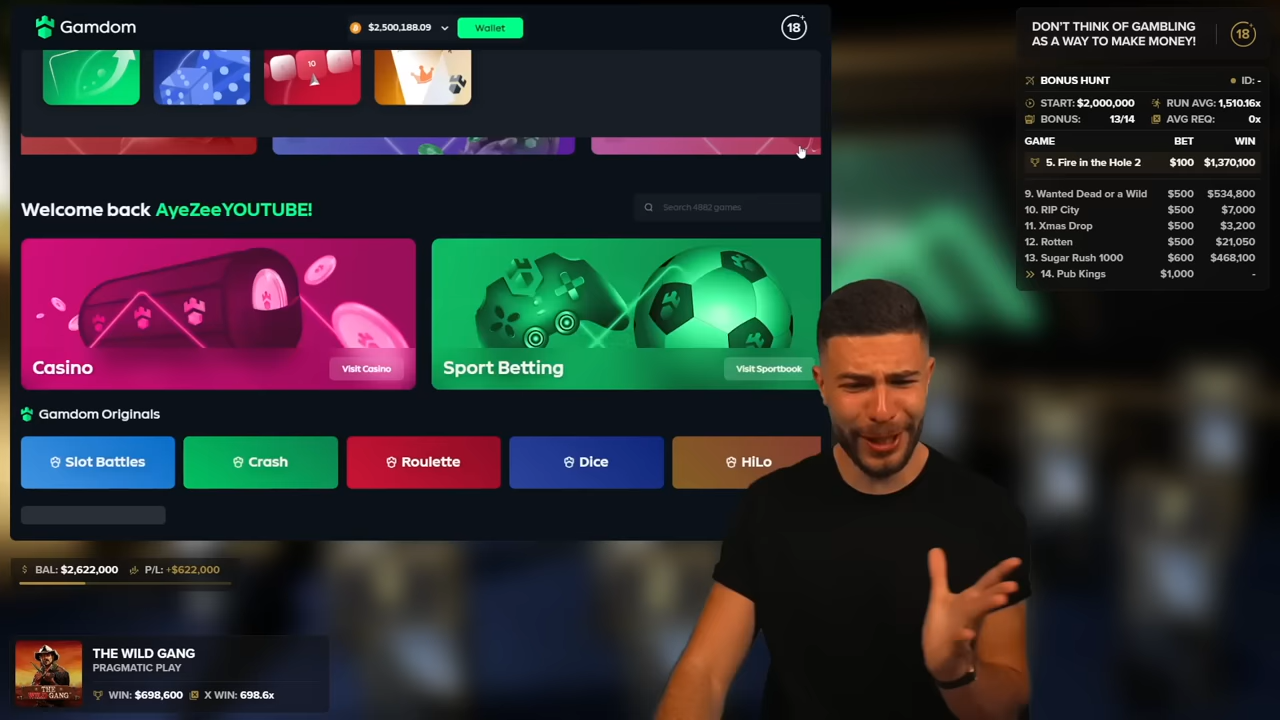 Gamdom
$2,500,188.09
Wallet
18+
10
Welcome back AyeZeeYOUTUBE!
Search 4882 games
Casino
Visit Casino
Sport Betting
Visit Sportbook
Gamdom Originals
Slot Battles
Crash
Roulette
Dice
HiLo
BAL: $2,622,000 P/L: +$622,000
THE WILD GANG
THE WILD GANG
PRAGMATIC PLAY
WIN: $698,600 X WIN: 698.6x
DON'T THINK OF GAMBLING
AS A WAY TO MAKE MONEY!
18+
BONUS HUNT ID: -
START: $2,000,000 RUN AVG: 1,510.16x
BONUS: 13/14 AVG REQ: 0x
GAME BET WIN
5. Fire in the Hole 2 $100 $1,370,100
9. Wanted Dead or a Wild $500 $534,800
10. RIP City $500 $7,000
11. Xmas Drop $500 $3,200
12. Rotten $500 $21,050
13. Sugar Rush 1000 $600 $468,100
14. Pub Kings $1,000 -